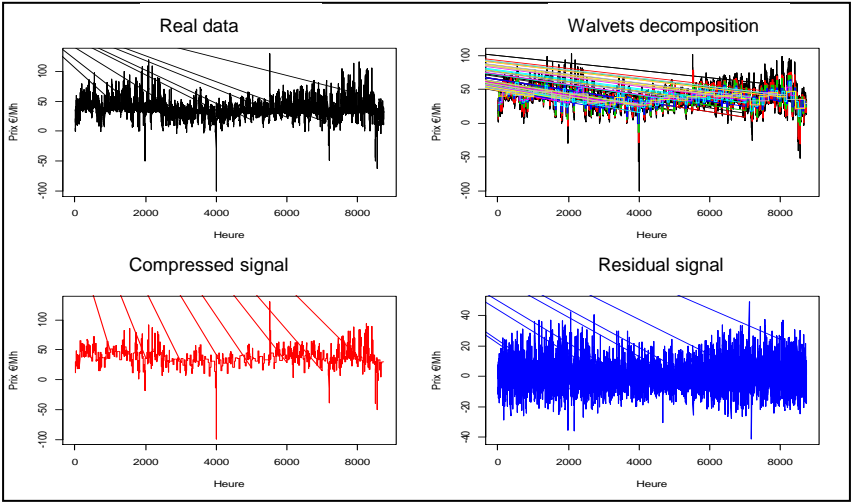 Real data
Prix €/Mh
100
50
0
-50
-100
0 2000 4000 6000 8000
Heure
Walvets decomposition
Prix €/Mh
100
50
0
-50
-100
0 2000 4000 6000 8000
Heure
Compressed signal
Prix €/Mh
100
50
0
-50
-100
0 2000 4000 6000 8000
Heure
Residual signal
Prix €/Mh
40
20
0
-20
-40
0 2000 4000 6000 8000
Heure